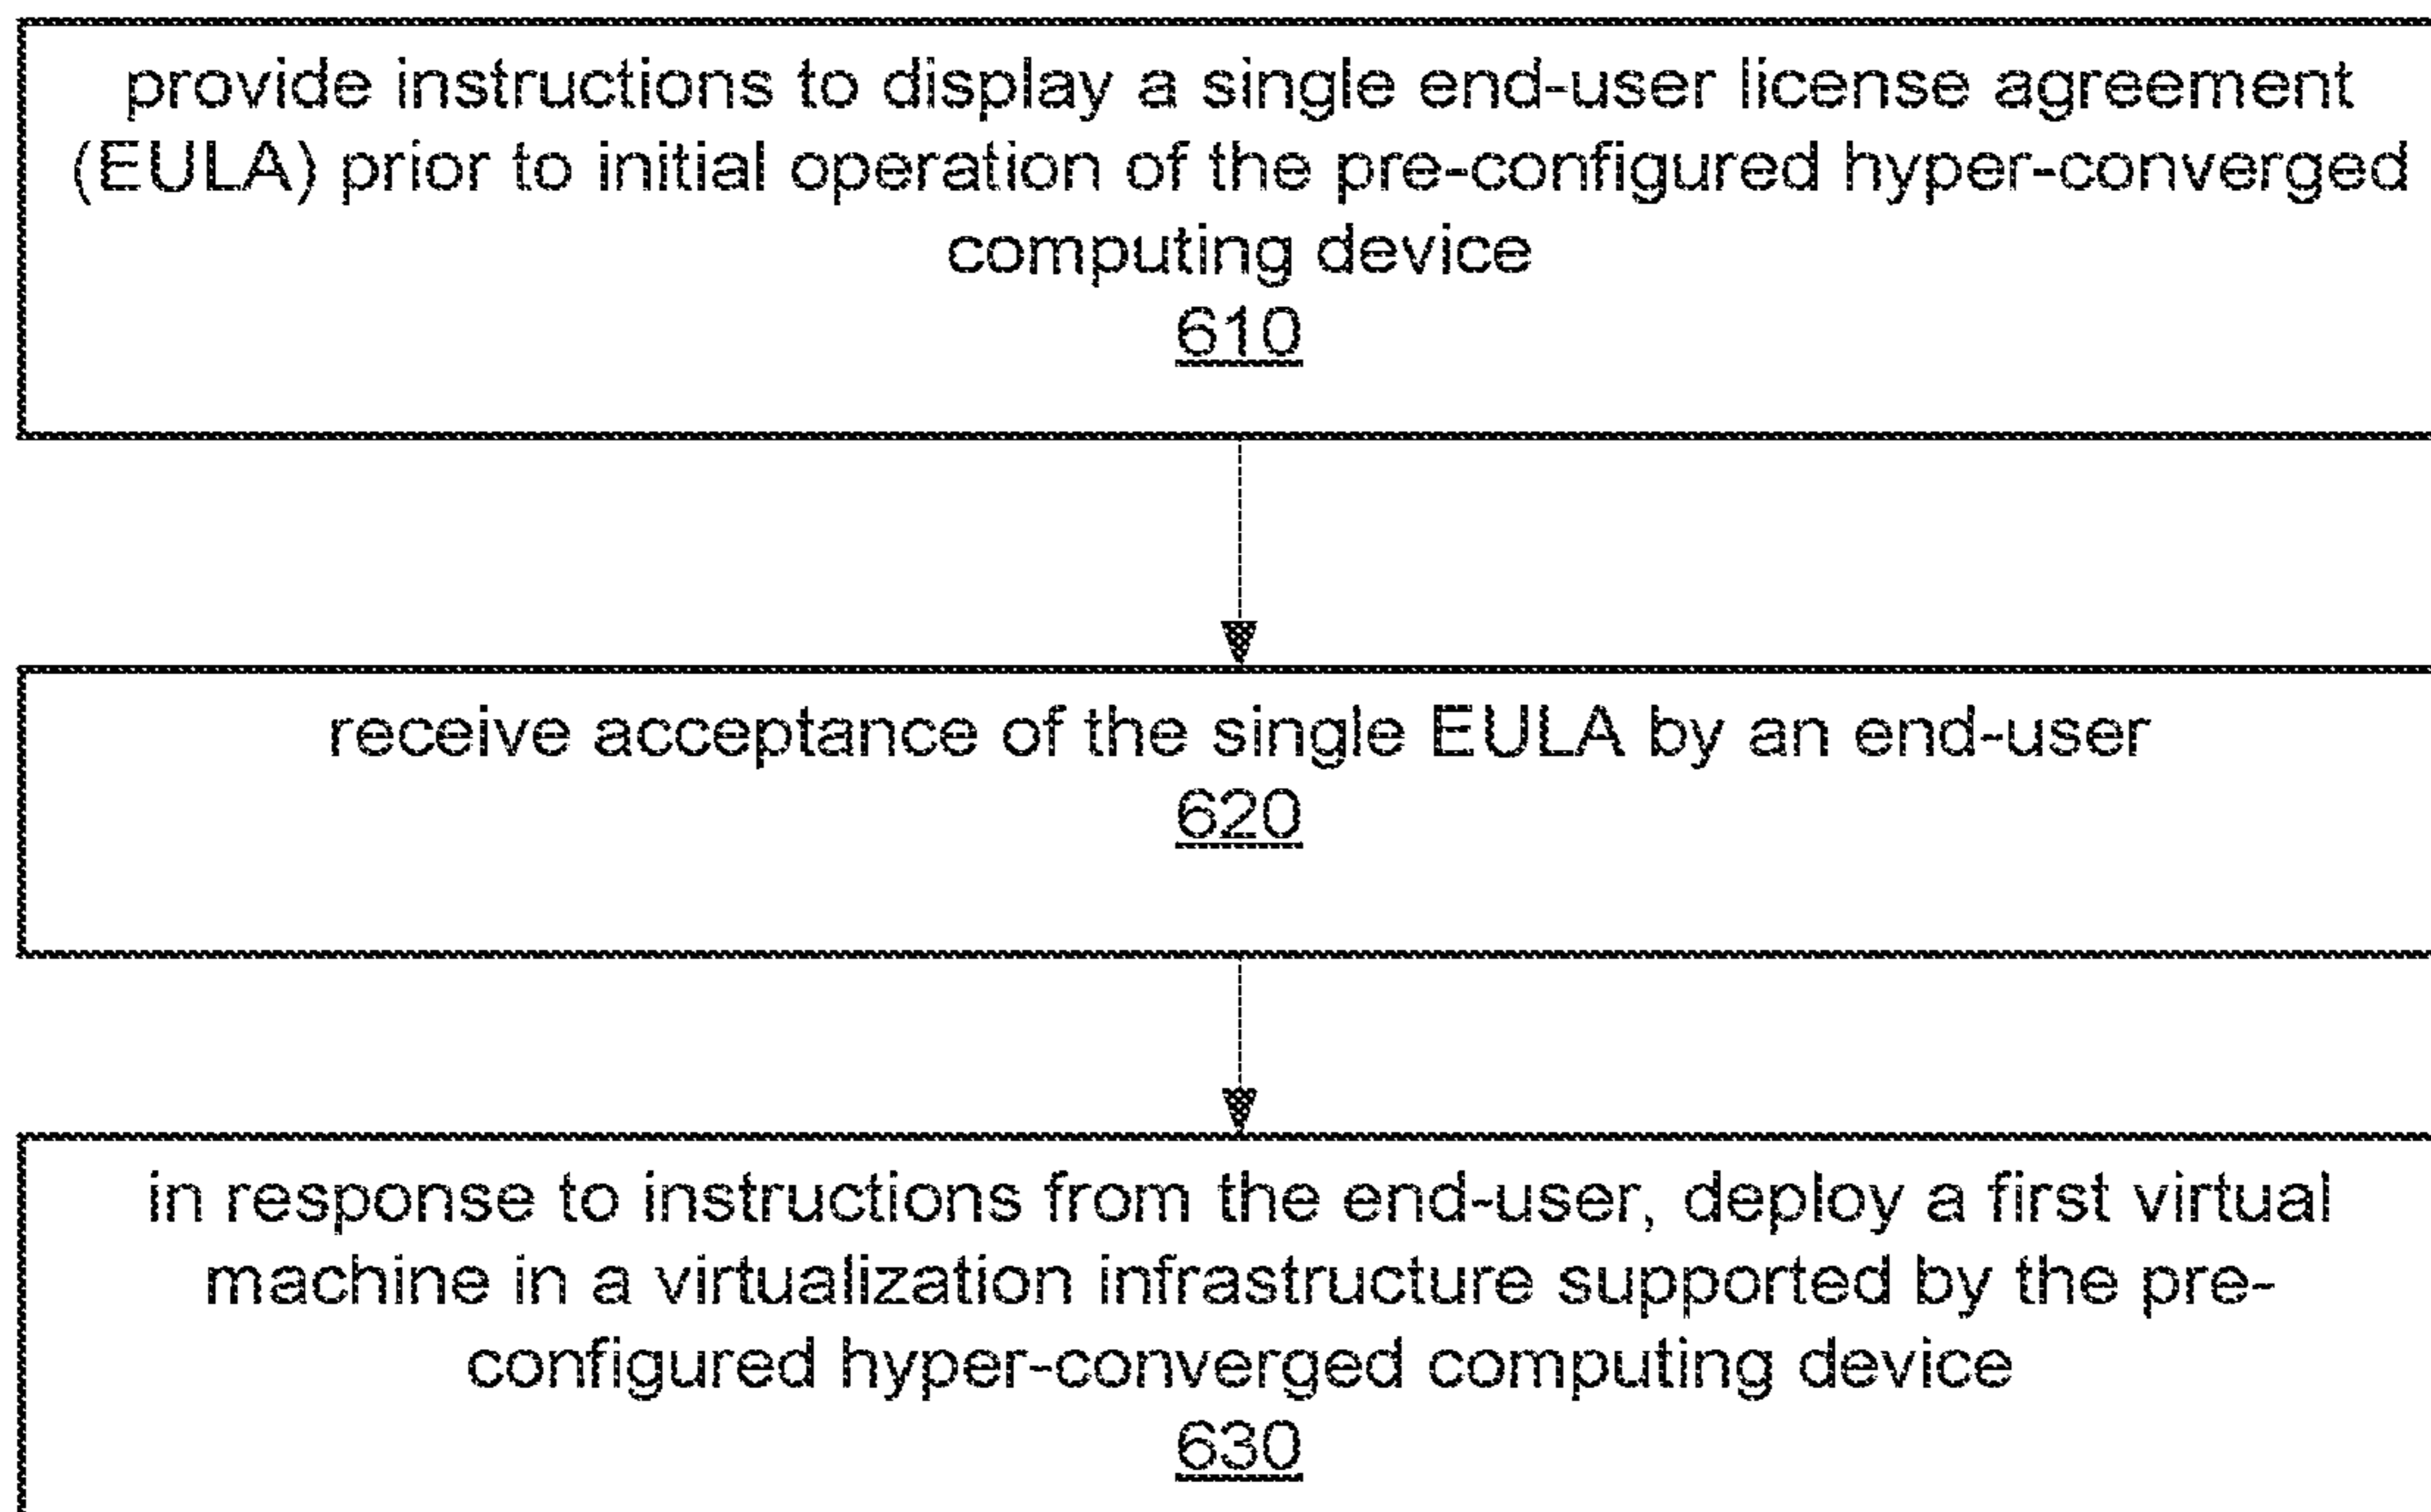 provide instructions to display a single end-user license agreement
(EULA) prior to initial operation of the pre-configured hyper-converged
computing device
610
receive acceptance of the single EULA by an end-user
620
in response to instructions from the end-user, deploy a first virtual
machine in a virtualization infrastructure supported by the pre-
configured hyper-converged computing device
630